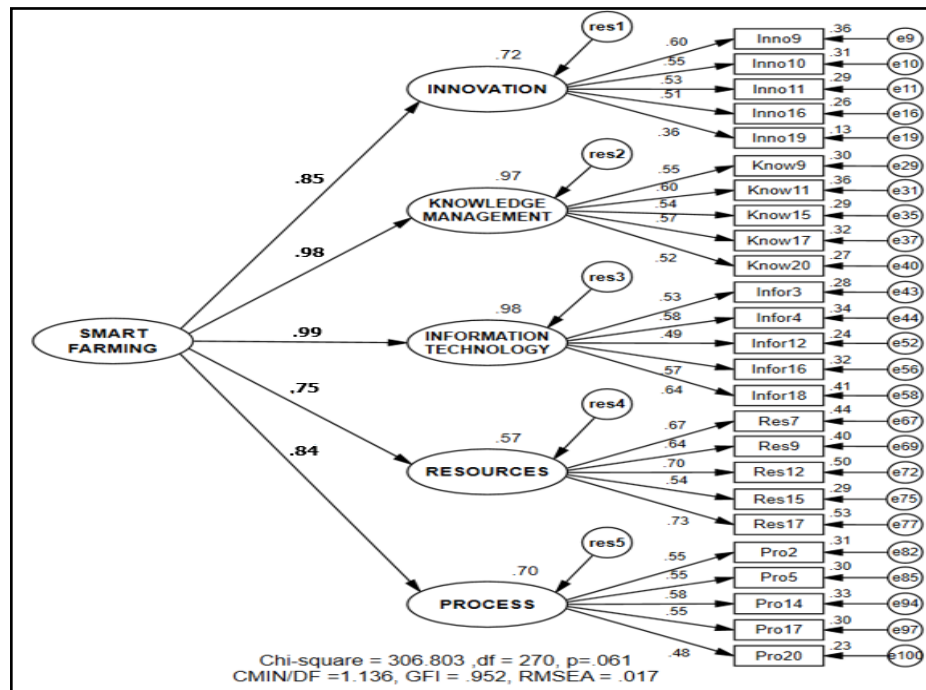 res1
.72
INNOVATION
.60
.55
.53
.51
.36
Inno9
.36
e9
Inno10
.31
e10
Inno11
.29
e11
Inno16
.26
e16
Inno19
.13
e19
.85
res2
.97
KNOWLEDGE
MANAGEMENT
.55
.60
.54
.57
.52
Know9
.30
e29
Know11
.36
e31
Know15
.29
e35
Know17
.32
e37
Know20
.27
e40
.98
SMART
FARMING
.99
res3
.98
INFORMATION
TECHNOLOGY
.53
.58
.49
.57
.64
Infor3
.28
e43
Infor4
.34
e44
Infor12
.24
e52
Infor16
.32
e56
Infor18
.41
e58
.75
res4
.57
RESOURCES
.67
.64
.70
.54
.73
Res7
.44
e67
Res9
.40
e69
Res12
.50
e72
Res15
.29
e75
Res17
.53
e77
.84
res5
.70
PROCESS
.55
.55
.58
.55
.48
Pro2
.31
e82
Pro5
.30
e85
Pro14
.33
e94
Pro17
.30
e97
Pro20
.23
e100
Chi-square = 306.803 ,df = 270, p=.061
CMIN/DF =1.136, GFI = .952, RMSEA = .017